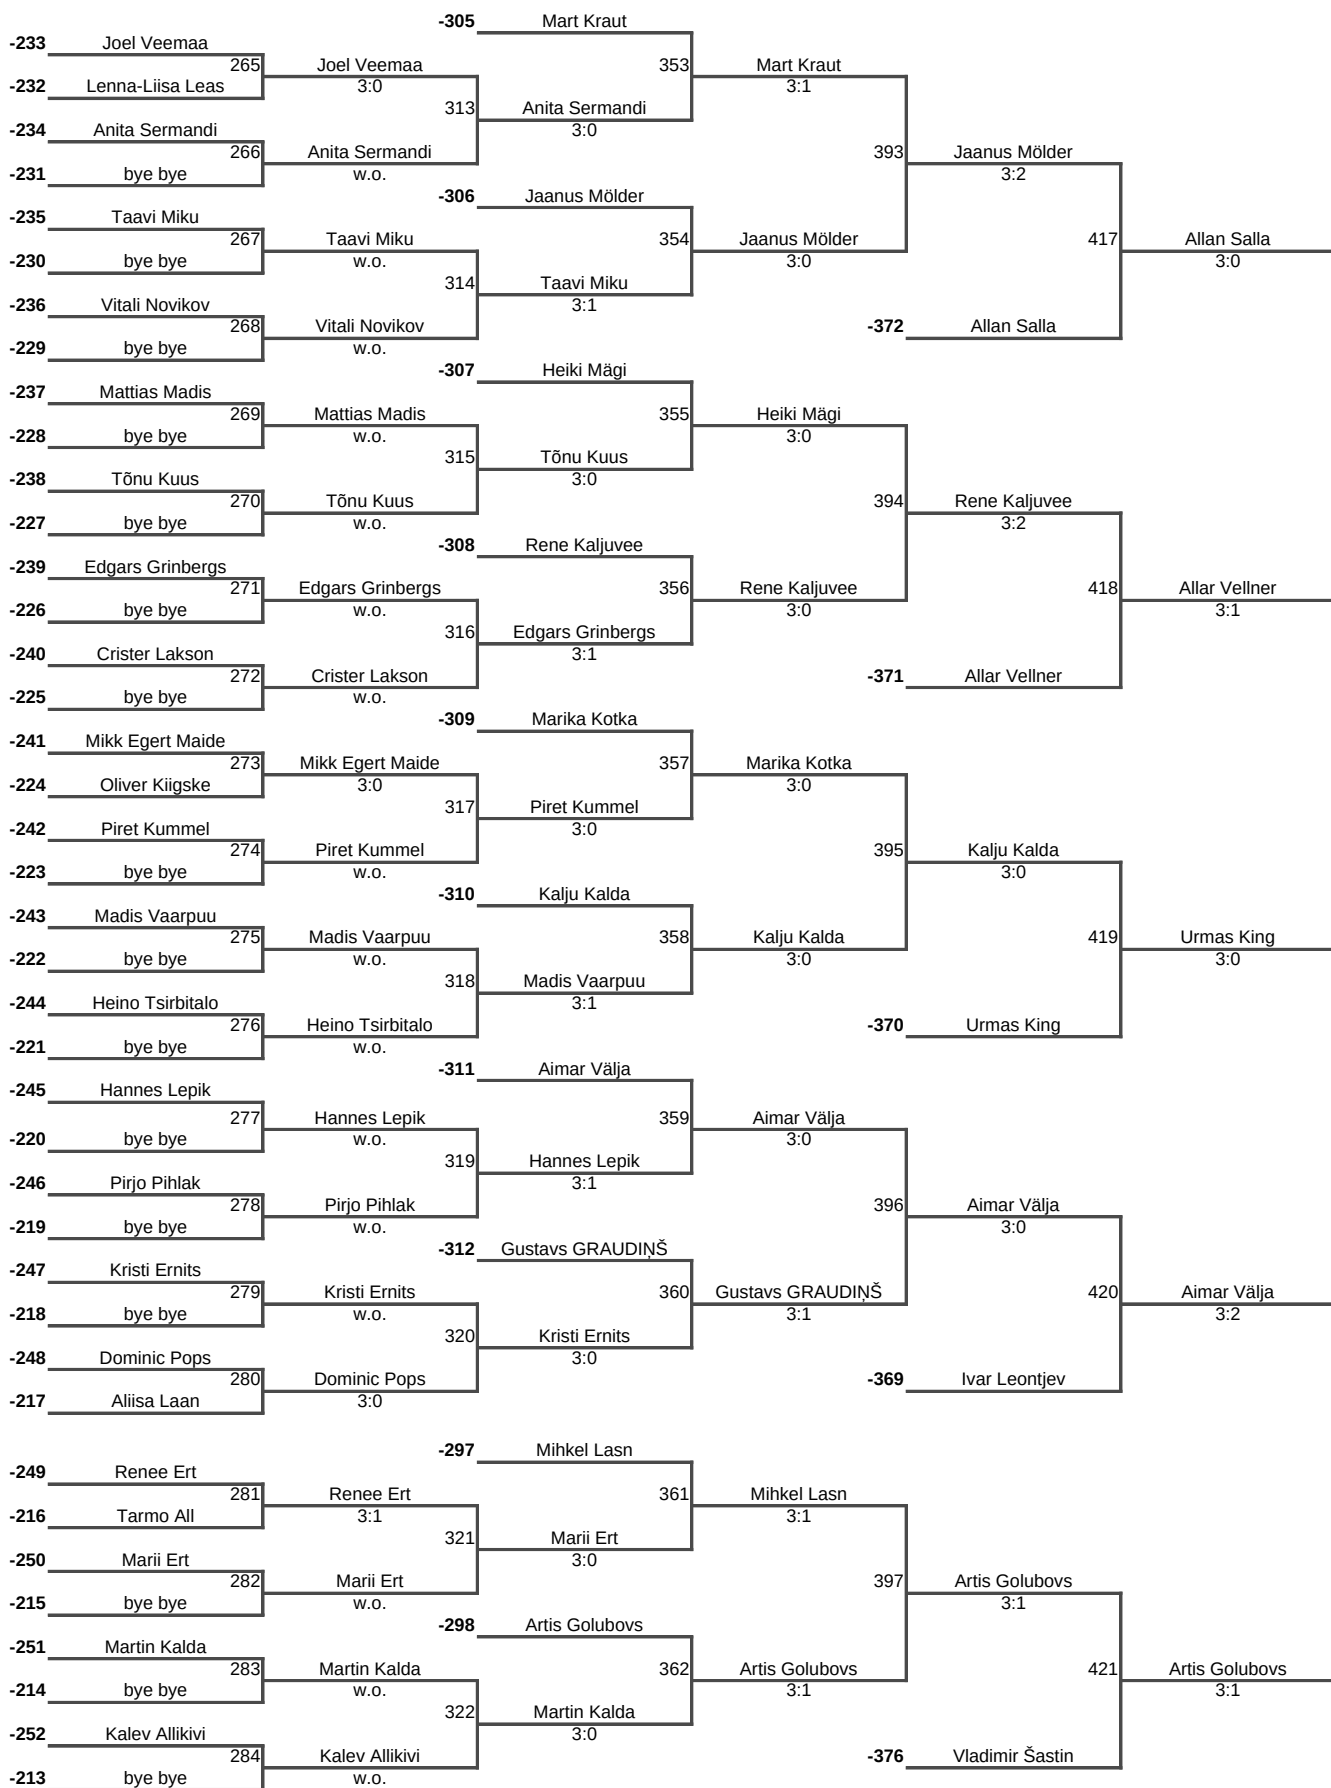 -305 Mart Kraut
-233 Joel Veemaa
265 Joel Veemaa 353 Mart Kraut
-232 Lenna-Liisa Leas 3:0 3:1
313 Anita Sermandi
-234 Anita Sermandi 3:0
266 Anita Sermandi 393 Jaanus Mölder
-231 bye bye w.o. 3:2
-306 Jaanus Mölder
-235 Taavi Miku
267 Taavi Miku 354 Jaanus Mölder 417 Allan Salla
-230 bye bye w.o. 3:0 3:0
314 Taavi Miku
-236 Vitali Novikov 3:1
268 Vitali Novikov -372 Allan Salla
-229 bye bye w.o.
-307 Heiki Mägi
-237 Mattias Madis
269 Mattias Madis 355 Heiki Mägi
-228 bye bye w.o. 3:0
315 Tõnu Kuus
-238 Tõnu Kuus 3:0
270 Tõnu Kuus 394 Rene Kaljuvee
-227 bye bye w.o. 3:2
-308 Rene Kaljuvee
-239 Edgars Grinbergs
271 Edgars Grinbergs 356 Rene Kaljuvee 418 Allar Vellner
-226 bye bye w.o. 3:0 3:1
316 Edgars Grinbergs
-240 Crister Lakson 3:1
272 Crister Lakson -371 Allar Vellner
-225 bye bye w.o.
-309 Marika Kotka
-241 Mikk Egert Maide
273 Mikk Egert Maide 357 Marika Kotka
-224 Oliver Kiigske 3:0 3:0
317 Piret Kummel
-242 Piret Kummel 3:0
274 Piret Kummel 395 Kalju Kalda
-223 bye bye w.o. 3:0
-310 Kalju Kalda
-243 Madis Vaarpuu
275 Madis Vaarpuu 358 Kalju Kalda 419 Urmas King
-222 bye bye w.o. 3:0 3:0
318 Madis Vaarpuu
-244 Heino Tsirbitalo 3:1
276 Heino Tsirbitalo -370 Urmas King
-221 bye bye w.o.
-311 Aimar Välja
-245 Hannes Lepik
277 Hannes Lepik 359 Aimar Välja
-220 bye bye w.o. 3:0
319 Hannes Lepik
-246 Pirjo Pihlak 3:1
278 Pirjo Pihlak 396 Aimar Välja
-219 bye bye w.o. 3:0
-312 Gustavs GRAUDIŅŠ
-247 Kristi Ernits
279 Kristi Ernits 360 Gustavs GRAUDIŅŠ 420 Aimar Välja
-218 bye bye w.o. 3:1 3:2
320 Kristi Ernits
-248 Dominic Pops 3:0
280 Dominic Pops -369 Ivar Leontjev
-217 Aliisa Laan 3:0
-297 Mihkel Lasn
-249 Renee Ert
281 Renee Ert 361 Mihkel Lasn
-216 Tarmo All 3:1 3:1
321 Marii Ert
-250 Marii Ert 3:0
282 Marii Ert 397 Artis Golubovs
-215 bye bye w.o. 3:1
-298 Artis Golubovs
-251 Martin Kalda
283 Martin Kalda 362 Artis Golubovs 421 Artis Golubovs
-214 bye bye w.o. 3:1 3:1
322 Martin Kalda
-252 Kalev Allikivi 3:0
284 Kalev Allikivi -376 Vladimir Šastin
-213 bye bye w.o.